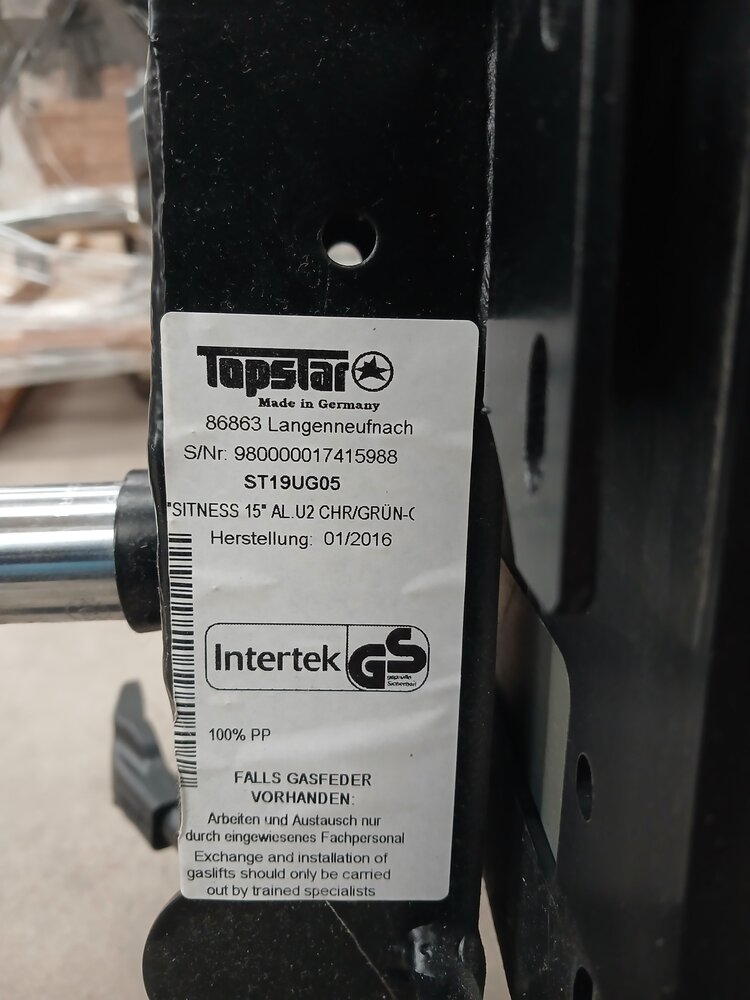 Topstar
Made in Germany
86863 Langenneufnach
S/Nr: 980000017415988
ST19UG05
"SITNESS 15" AL.U2 CHR/GRÜN-(
Herstellung: 01/2016
Intertek GS
geprüfte
Sicherheit
100% PP
FALLS GASFEDER
VORHANDEN:
Arbeiten und Austausch nur
durch eingewiesenes Fachpersonal
Exchange and installation of
gaslifts should only be carried
out by trained specialists